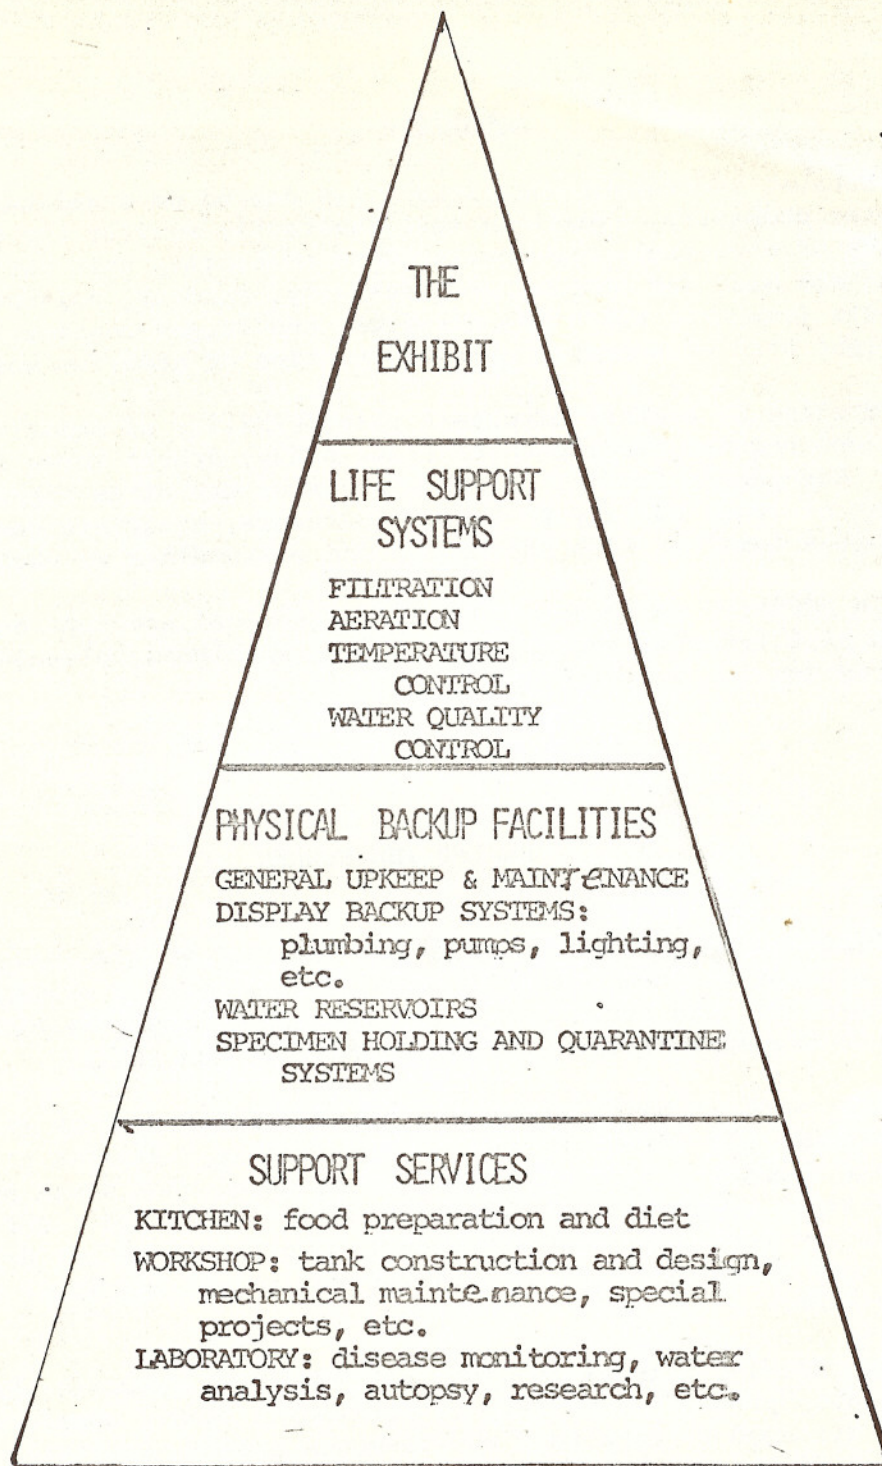 THE
EXHIBIT
LIFE SUPPORT
SYSTEMS
FILTRATION
AERATION
TEMPERATURE
CONTROL
WATER QUALITY
CONTROL
PHYSICAL BACKUP FACILITIES
GENERAL UPKEEP & MAINTENANCE
DISPLAY BACKUP SYSTEMS:
plumbing, pumps, lighting,
etc.
WATER RESERVOIRS
SPECIMEN HOLDING AND QUARANTINE
SYSTEMS
SUPPORT SERVICES
KITCHEN: food preparation and diet
WORKSHOP: tank construction and design,
mechanical maintenance, special
projects, etc.
LABORATORY: disease monitoring, water
analysis, autopsy, research, etc.